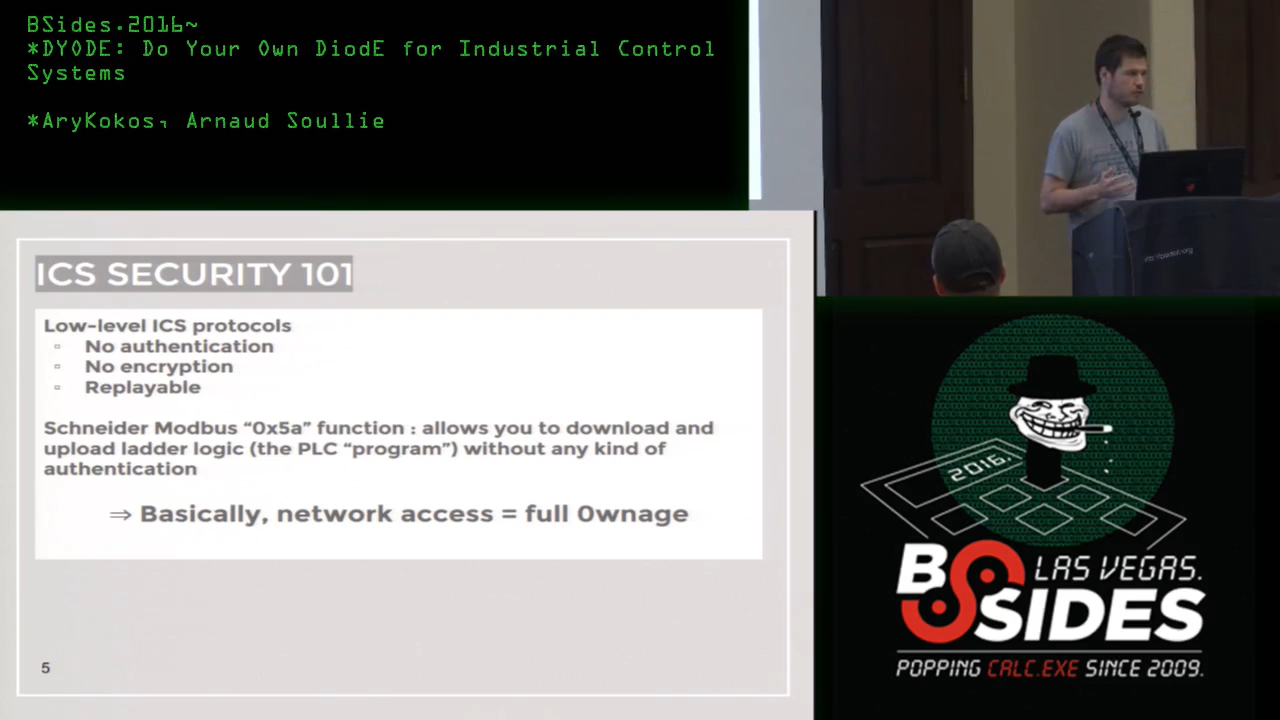 BSides.2016~
*DYODE: Do Your Own DiodE for Industrial Control
Systems
*AryKokos, Arnaud Soullie
ICS SECURITY 101
Low-level ICS protocols
▫ No authentication
▫ No encryption
▫ Replayable
Schneider Modbus “0x5a” function : allows you to download and
upload ladder logic (the PLC “program”) without any kind of
authentication
⇒ Basically, network access = full 0wnage
5
2016.
BSIDES
LAS VEGAS.
POPPING CALC.EXE SINCE 2009.